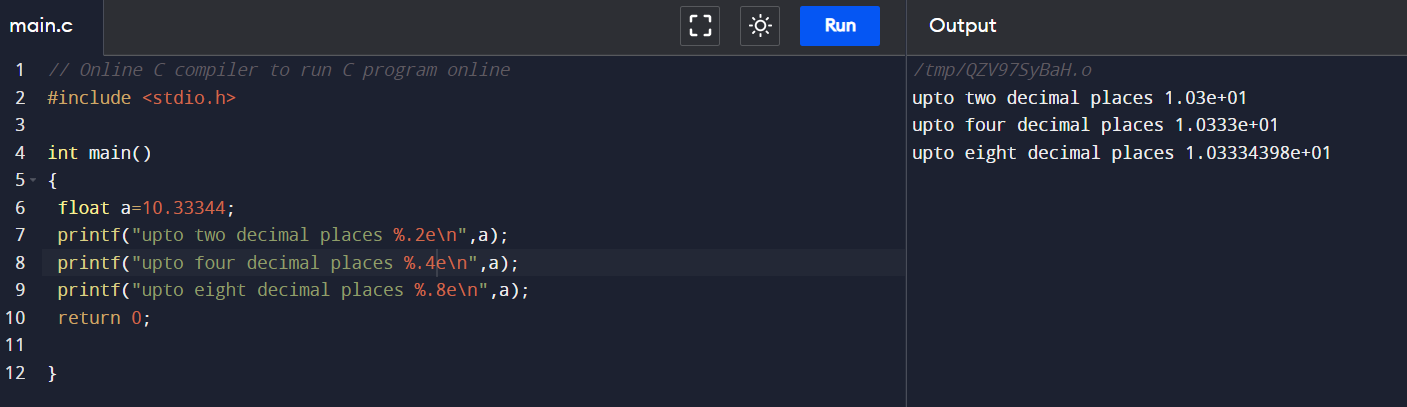 main.c
Run
Output
1 // Online C compiler to run C program online
2 #include <stdio.h>
3
4 int main()
5 {
6 float a=10.33344;
7 printf("upto two decimal places %.2e\n",a);
8 printf("upto four decimal places %.4e\n",a);
9 printf("upto eight decimal places %.8e\n",a);
10 return 0;
11
12 }
/tmp/QZV97SyBaH.o
upto two decimal places 1.03e+01
upto four decimal places 1.0333e+01
upto eight decimal places 1.03334398e+01